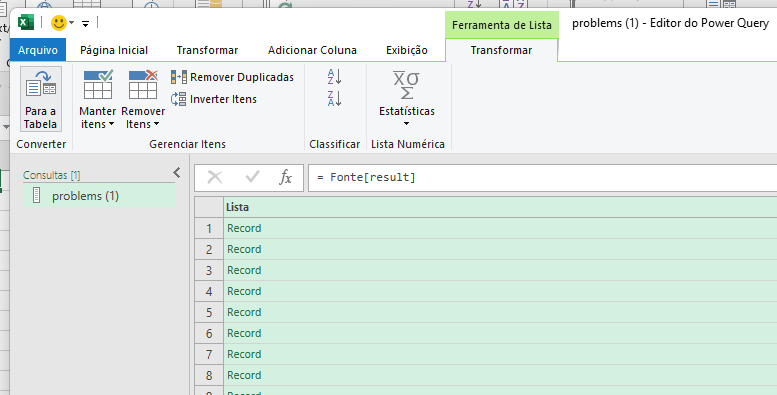 Ferramenta de Lista
problems (1) - Editor do Power Query
Arquivo
Página Inicial
Transformar
Adicionar Coluna
Exibição
Transformar
Para a
Tabela
Manter
itens
Remover
Itens
Remover Duplicadas
Inverter Itens
A
Z
Z
A
Estatísticas
Converter
Gerenciar Itens
Classificar
Lista Numérica
Consultas [1]
problems (1)
fx
= Fonte[result]
Lista
1 Record
2 Record
3 Record
4 Record
5 Record
6 Record
7 Record
8 Record